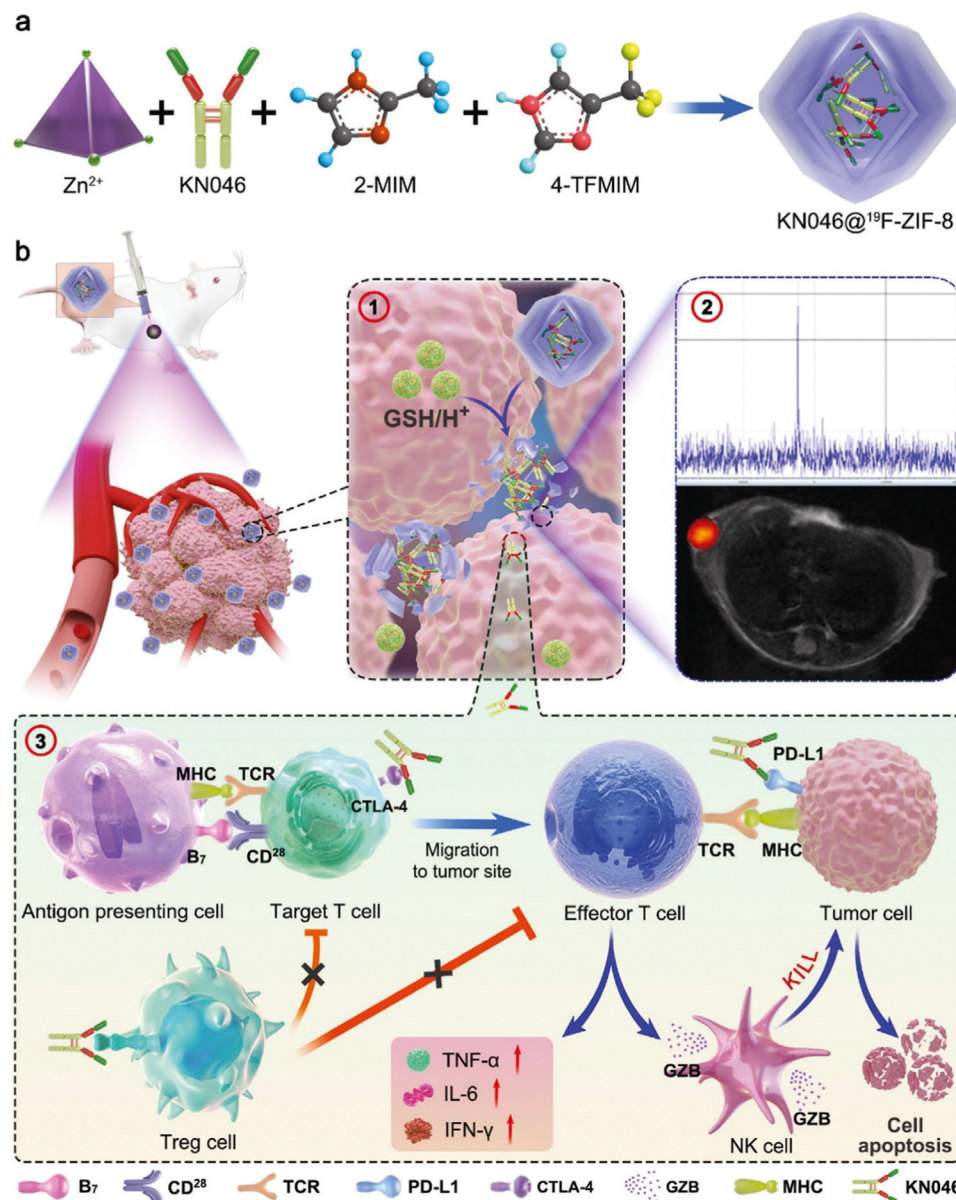 a
+ + + 
Zn²⁺ KN046 2-MIM 4-TFMIM
KN046@¹⁹F-ZIF-8
b
1
GSH/H⁺
2
3
MHC TCR
CTLA-4
B₇ CD²⁸
Antigon presenting cell
Target T cell
Migration
to tumor site
PD-L1
TCR MHC
Effector T cell
Tumor cell
Treg cell
TNF-α
IL-6
IFN-γ
GZB
GZB
NK cell
KILL
Cell
apoptosis
B₇ CD²⁸ TCR PD-L1 CTLA-4 GZB MHC KN046